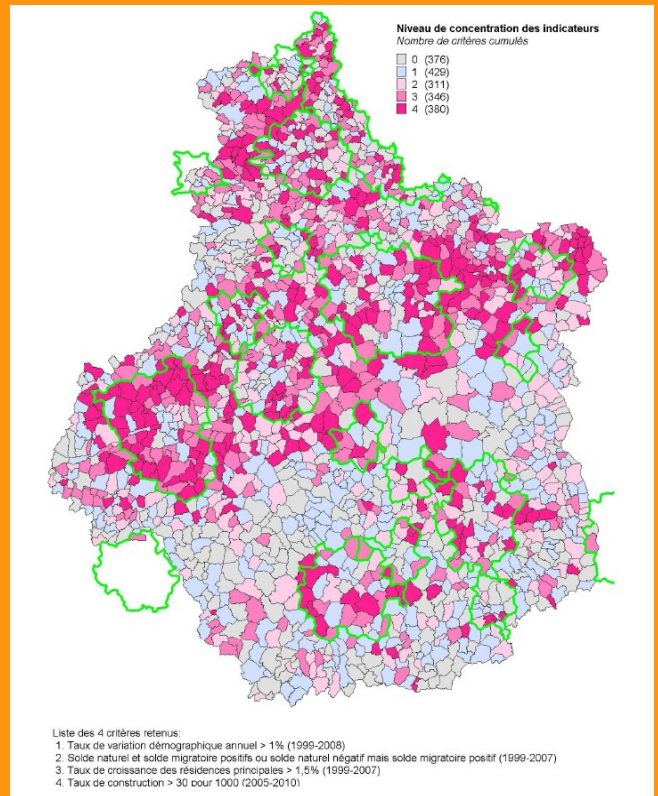 Niveau de concentration des indicateurs
Nombre de critères cumulés
0 (376)
1 (429)
2 (311)
3 (346)
4 (380)
Liste des 4 critères retenus:
1. Taux de variation démographique annuel > 1% (1999-2008)
2. Solde naturel et solde migratoire positifs ou solde naturel négatif mais solde migratoire positif (1999-2007)
3. Taux de croissance des résidences principales > 1,5% (1999-2007)
4. Taux de construction > 30 pour 1000 (2005-2010)